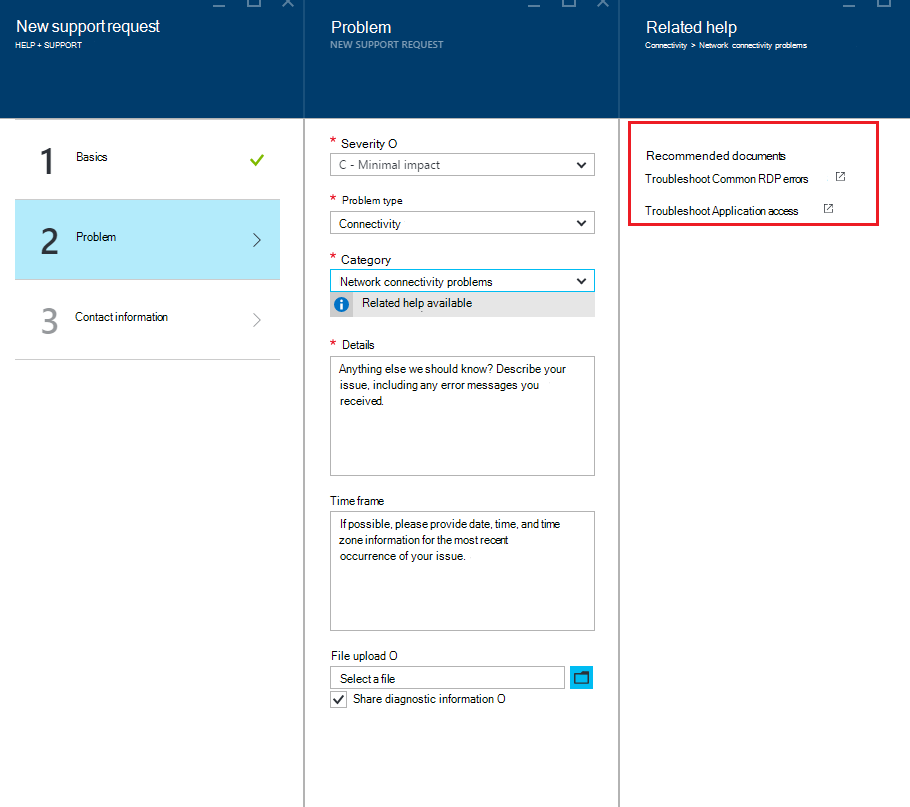 New support request
HELP + SUPPORT
1 Basics
2 Problem
3 Contact information
Problem
NEW SUPPORT REQUEST
* Severity O
C - Minimal impact
* Problem type
Connectivity
* Category
Network connectivity problems
Related help available
* Details
Anything else we should know? Describe your
issue, including any error messages you
received.
Time frame
If possible, please provide date, time, and time
zone information for the most recent
occurrence of your issue.
File upload O
Select a file
Share diagnostic information O
Related help
Connectivity > Network connectivity problems
Recommended documents
Troubleshoot Common RDP errors
Troubleshoot Application access